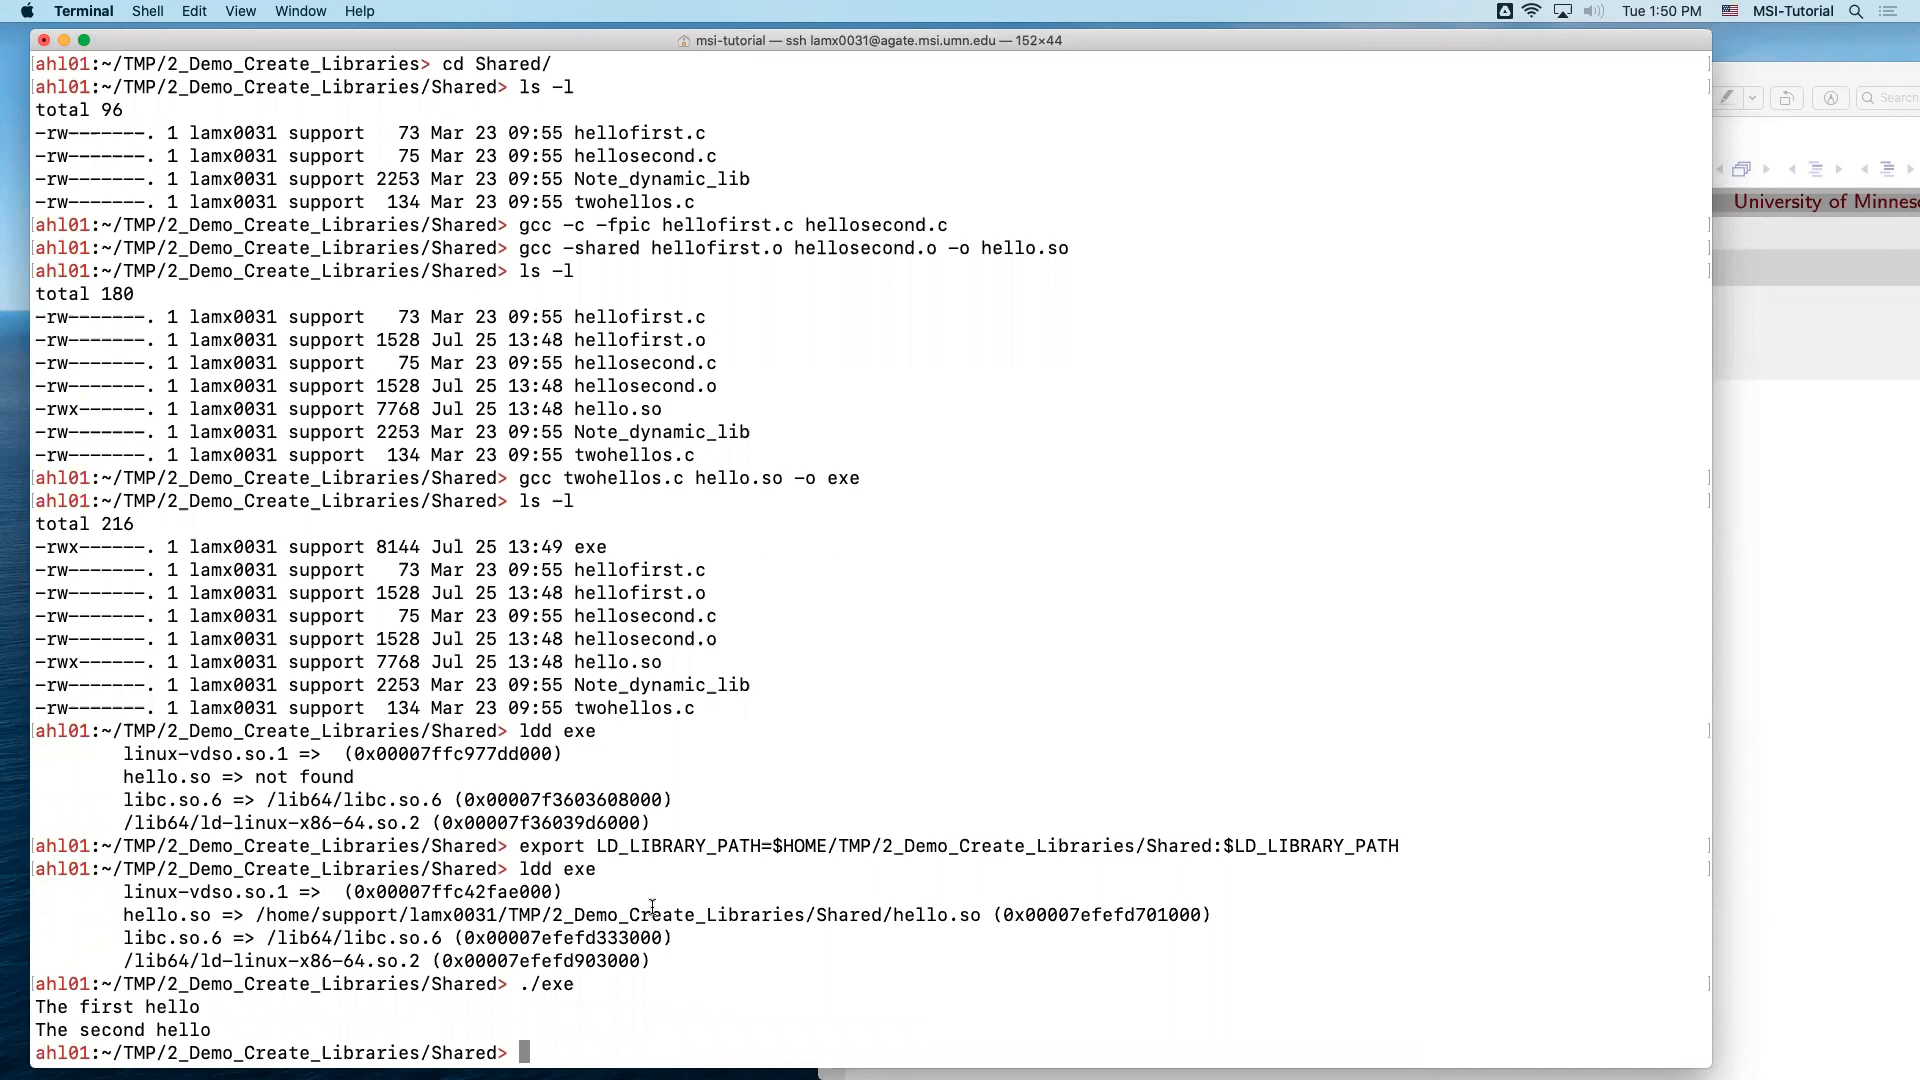 Terminal Shell Edit View Window Help Tue 1:50 PM MSI-Tutorial
msi-tutorial — ssh lamx0031@agate.msi.umn.edu — 152×44
ahl01:~/TMP/2_Demo_Create_Libraries> cd Shared/
ahl01:~/TMP/2_Demo_Create_Libraries/Shared> ls -l
total 96
-rw-------. 1 lamx0031 support   73 Mar 23 09:55 hellofirst.c
-rw-------. 1 lamx0031 support   75 Mar 23 09:55 hellosecond.c
-rw-------. 1 lamx0031 support 2253 Mar 23 09:55 Note_dynamic_lib
-rw-------. 1 lamx0031 support  134 Mar 23 09:55 twohellos.c
ahl01:~/TMP/2_Demo_Create_Libraries/Shared> gcc -c -fpic hellofirst.c hellosecond.c
ahl01:~/TMP/2_Demo_Create_Libraries/Shared> gcc -shared hellofirst.o hellosecond.o -o hello.so
ahl01:~/TMP/2_Demo_Create_Libraries/Shared> ls -l
total 180
-rw-------. 1 lamx0031 support   73 Mar 23 09:55 hellofirst.c
-rw-------. 1 lamx0031 support 1528 Jul 25 13:48 hellofirst.o
-rw-------. 1 lamx0031 support   75 Mar 23 09:55 hellosecond.c
-rw-------. 1 lamx0031 support 1528 Jul 25 13:48 hellosecond.o
-rwx------. 1 lamx0031 support 7768 Jul 25 13:48 hello.so
-rw-------. 1 lamx0031 support 2253 Mar 23 09:55 Note_dynamic_lib
-rw-------. 1 lamx0031 support  134 Mar 23 09:55 twohellos.c
ahl01:~/TMP/2_Demo_Create_Libraries/Shared> gcc twohellos.c hello.so -o exe
ahl01:~/TMP/2_Demo_Create_Libraries/Shared> ls -l
total 216
-rwx------. 1 lamx0031 support 8144 Jul 25 13:49 exe
-rw-------. 1 lamx0031 support   73 Mar 23 09:55 hellofirst.c
-rw-------. 1 lamx0031 support 1528 Jul 25 13:48 hellofirst.o
-rw-------. 1 lamx0031 support   75 Mar 23 09:55 hellosecond.c
-rw-------. 1 lamx0031 support 1528 Jul 25 13:48 hellosecond.o
-rwx------. 1 lamx0031 support 7768 Jul 25 13:48 hello.so
-rw-------. 1 lamx0031 support 2253 Mar 23 09:55 Note_dynamic_lib
-rw-------. 1 lamx0031 support  134 Mar 23 09:55 twohellos.c
ahl01:~/TMP/2_Demo_Create_Libraries/Shared> ldd exe
linux-vdso.so.1 =>  (0x00007ffc977dd000)
hello.so => not found
libc.so.6 => /lib64/libc.so.6 (0x00007f3603608000)
/lib64/ld-linux-x86-64.so.2 (0x00007f36039d6000)
ahl01:~/TMP/2_Demo_Create_Libraries/Shared> export LD_LIBRARY_PATH=$HOME/TMP/2_Demo_Create_Libraries/Shared:$LD_LIBRARY_PATH
ahl01:~/TMP/2_Demo_Create_Libraries/Shared> ldd exe
linux-vdso.so.1 =>  (0x00007ffc42fae000)
hello.so => /home/support/lamx0031/TMP/2_Demo_Create_Libraries/Shared/hello.so (0x00007efefd701000)
libc.so.6 => /lib64/libc.so.6 (0x00007efefd333000)
/lib64/ld-linux-x86-64.so.2 (0x00007efefd903000)
ahl01:~/TMP/2_Demo_Create_Libraries/Shared> ./exe
The first hello
The second hello
ahl01:~/TMP/2_Demo_Create_Libraries/Shared>
Search
University of Minneso